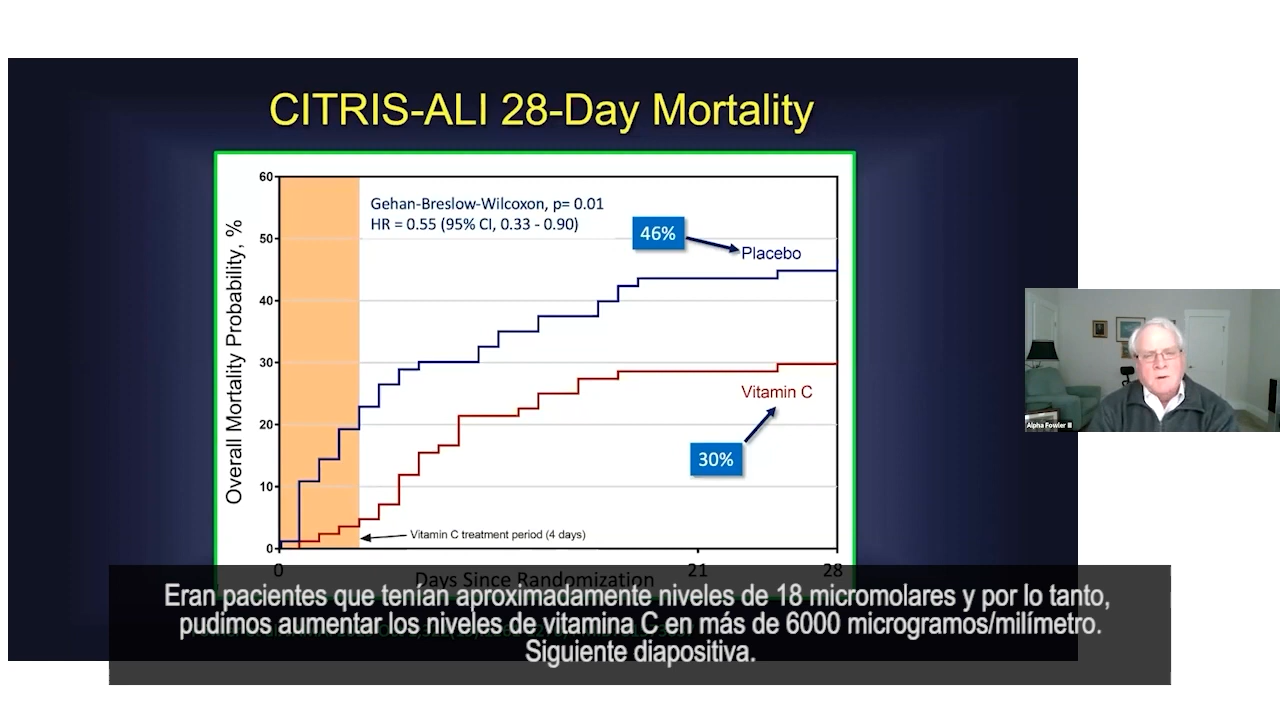 CITRIS-ALI 28-Day Mortality
60
50
40
30
20
10
0
Overall Mortality Probability, %
Gehan-Breslow-Wilcoxon, p= 0.01
HR = 0.55 (95% CI, 0.33 - 0.90)
46%
Placebo
Vitamin C
30%
Vitamin C treatment period (4 days)
0
21
28
Days Since Randomization
Alpha Fowler II
Eran pacientes que tenían aproximadamente niveles de 18 micromolares y por lo tanto,
pudimos aumentar los niveles de vitamina C en más de 6000 microgramos/milímetro.
Siguiente diapositiva.